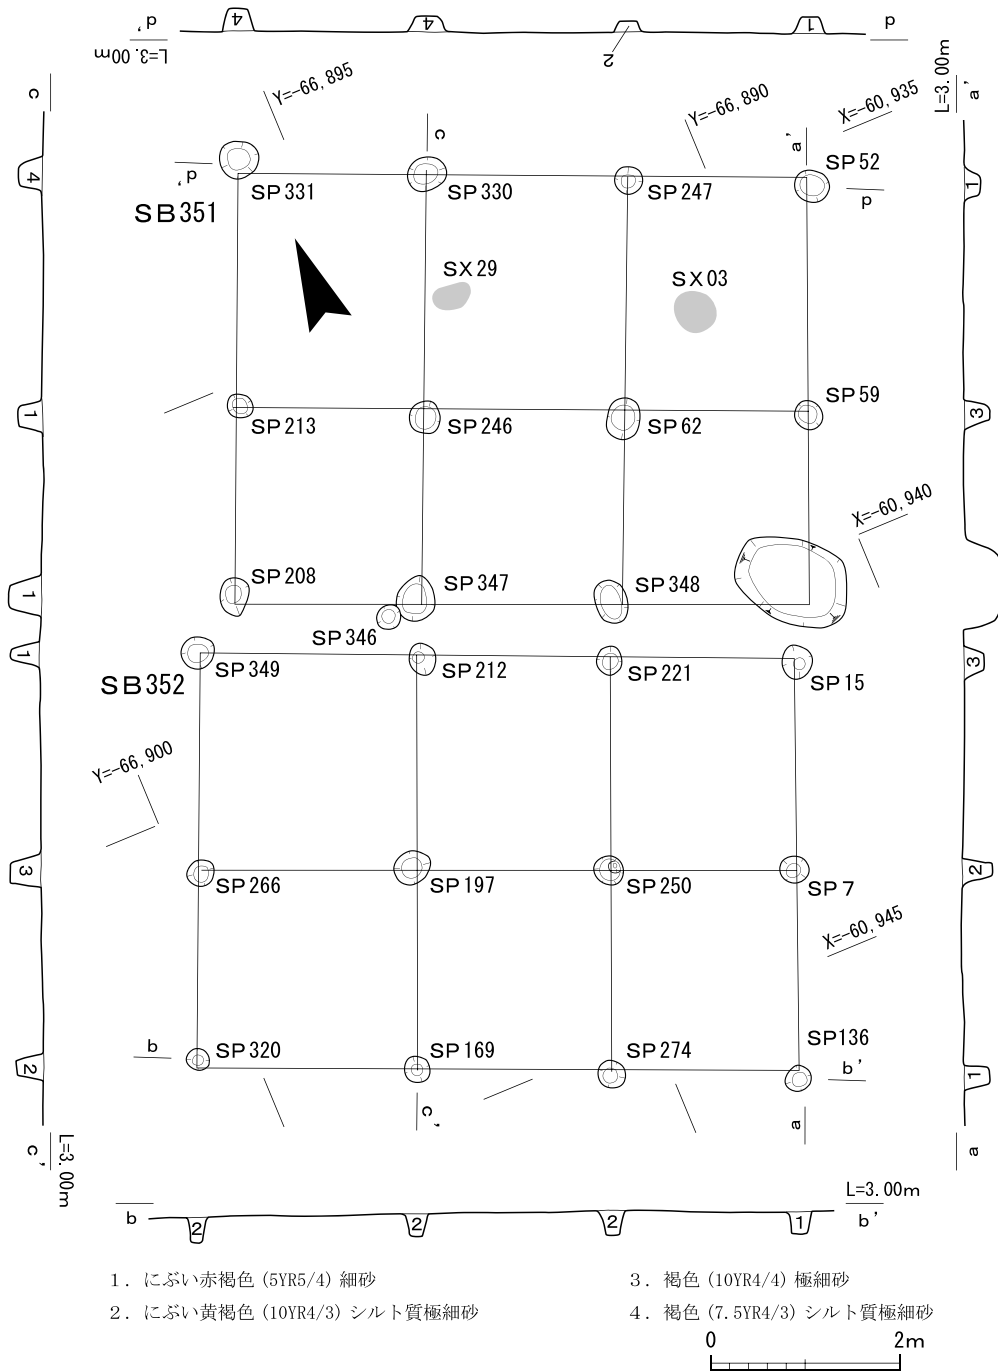 d'
4
4
1
d
L=3.00m
2
L=3.00m
c
Y=-66,895
a'
Y=-66,890
X=-60,935
c
a'
4
SP52
1
d'
SP331
SP330
SP247
d
SB351
SX29
SX03
1
SP213
SP246
SP62
SP59
3
X=-60,940
1
SP208
SP347
SP348
SP346
1
SP349
SP212
SP221
SP15
3
SB352
Y=-66,900
3
SP266
SP197
SP250
SP7
2
X=-60,945
2
b
SP320
SP169
SP274
SP136
b'
1
c'
a
c'
L=3.00m
a
b
2
2
2
1
L=3.00m
b'
1. にぶい赤褐色 (5YR5/4) 細砂
3. 褐色 (10YR4/4) 極細砂
2. にぶい黄褐色 (10YR4/3) シルト質極細砂
4. 褐色 (7.5YR4/3) シルト質極細砂
0
2m